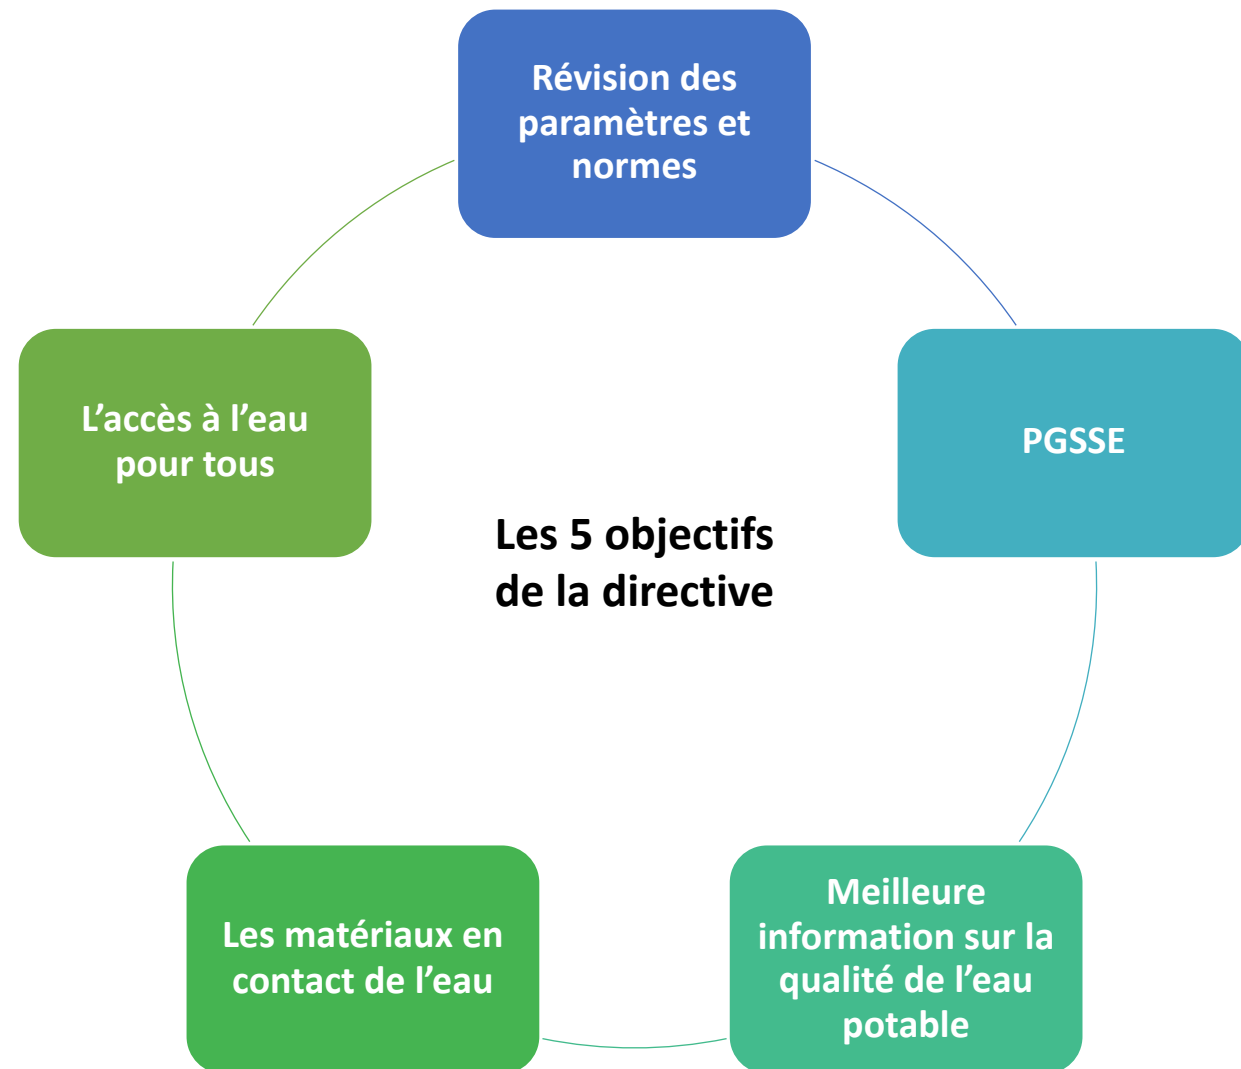 Révision des
paramètres et
normes
L’accès à l’eau
pour tous
PGSSE
Les 5 objectifs
de la directive
Les matériaux en
contact de l’eau
Meilleure
information sur la
qualité de l’eau
potable